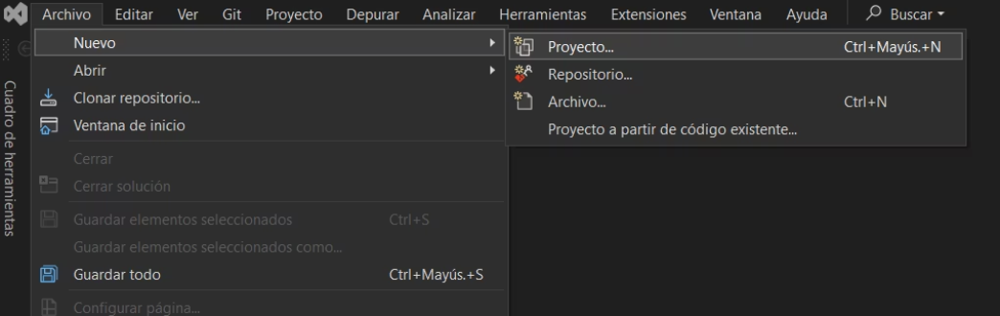 Archivo Editar Ver Git Proyecto Depurar Analizar Herramientas Extensiones Ventana Ayuda Buscar
Nuevo
Abrir
Clonar repositorio...
Ventana de inicio
Cerrar
Cerrar solución
Guardar elementos seleccionados Ctrl+S
Guardar elementos seleccionados como...
Guardar todo Ctrl+Mayús.+S
Configurar página...
Proyecto... Ctrl+Mayús.+N
Repositorio...
Archivo... Ctrl+N
Proyecto a partir de código existente...
Cuadro de herramientas